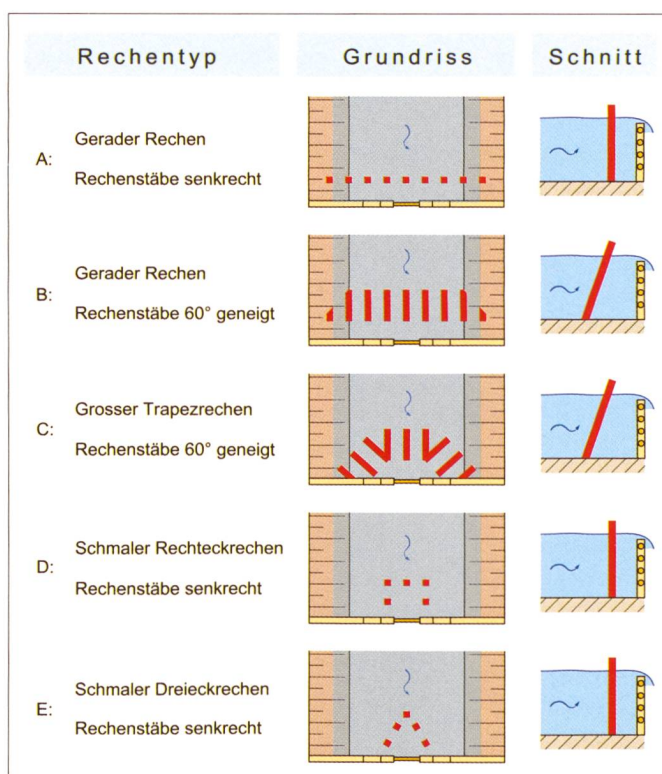 Rechentyp Grundriss Schnitt
A: Gerader Rechen
Rechenstäbe senkrecht
B: Gerader Rechen
Rechenstäbe 60° geneigt
C: Grosser Trapezrechen
Rechenstäbe 60° geneigt
D: Schmaler Rechteckrechen
Rechenstäbe senkrecht
E: Schmaler Dreieckrechen
Rechenstäbe senkrecht